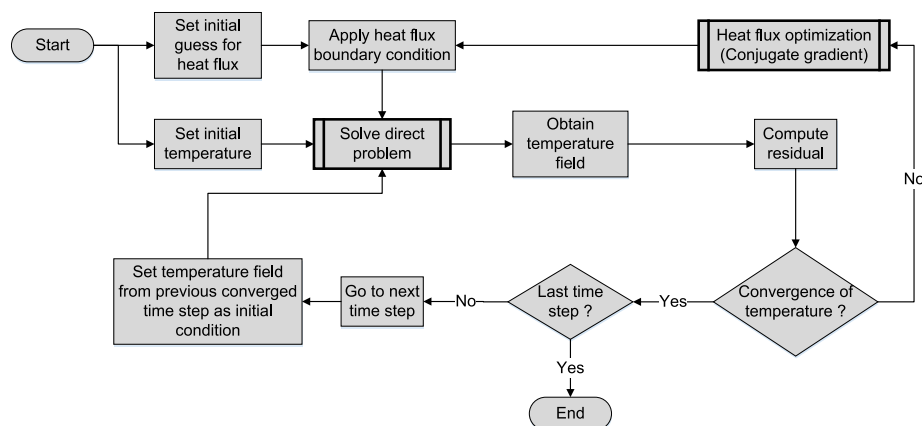 Start
Set initial
guess for
heat flux
Apply heat flux
boundary condition
Heat flux optimization
(Conjugate gradient)
Set initial
temperature
Solve direct
problem
Obtain
temperature
field
Compute
residual
No
Set temperature field
from previous converged
time step as initial
condition
Go to next
time step
No
Last time
step ?
Yes
Convergence of
temperature ?
Yes
End